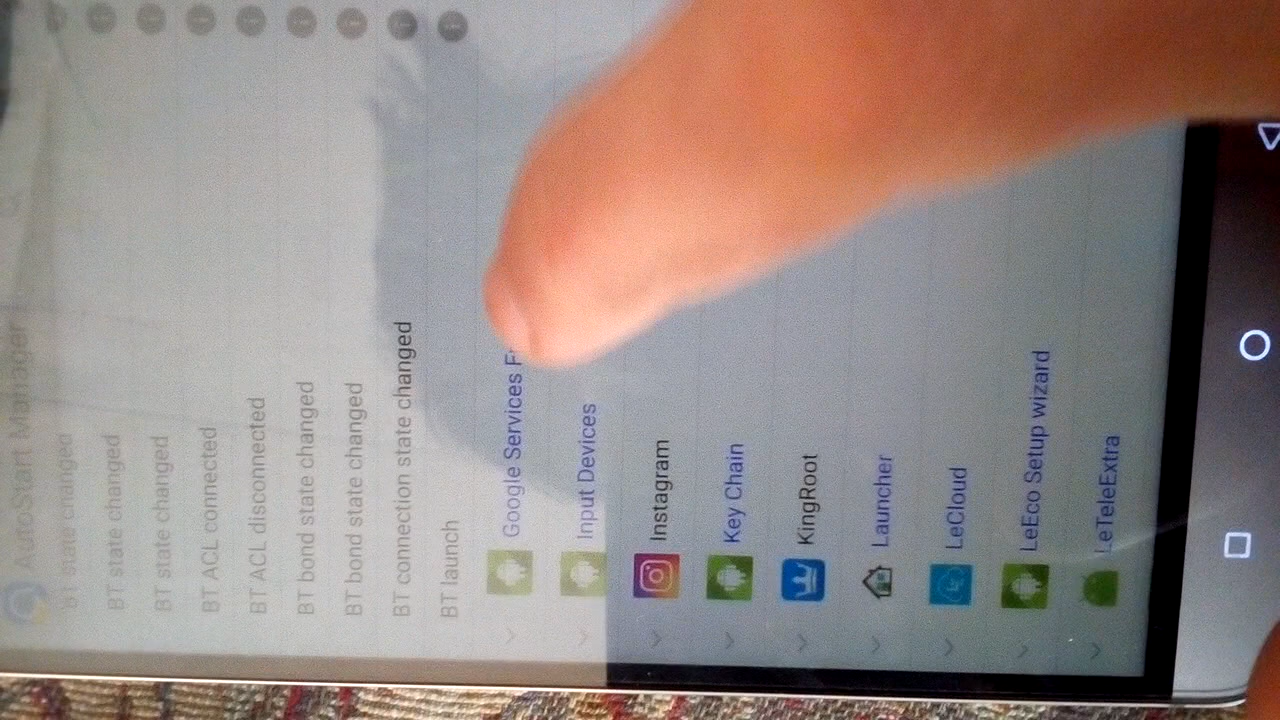 AutoStart Manager
BT state changed
BT state changed
BT state changed
BT ACL connected
BT ACL disconnected
BT bond state changed
BT bond state changed
BT connection state changed
BT launch
Google Services
Input Devices
Instagram
Key Chain
KingRoot
Launcher
LeCloud
LeEco Setup wizard
LeTeleExtra